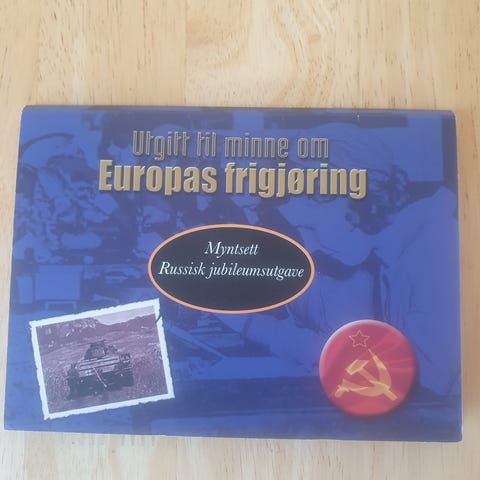 Utgitt til minne om
Europas frigjøring
Myntsett
Russisk jubileumsutgave